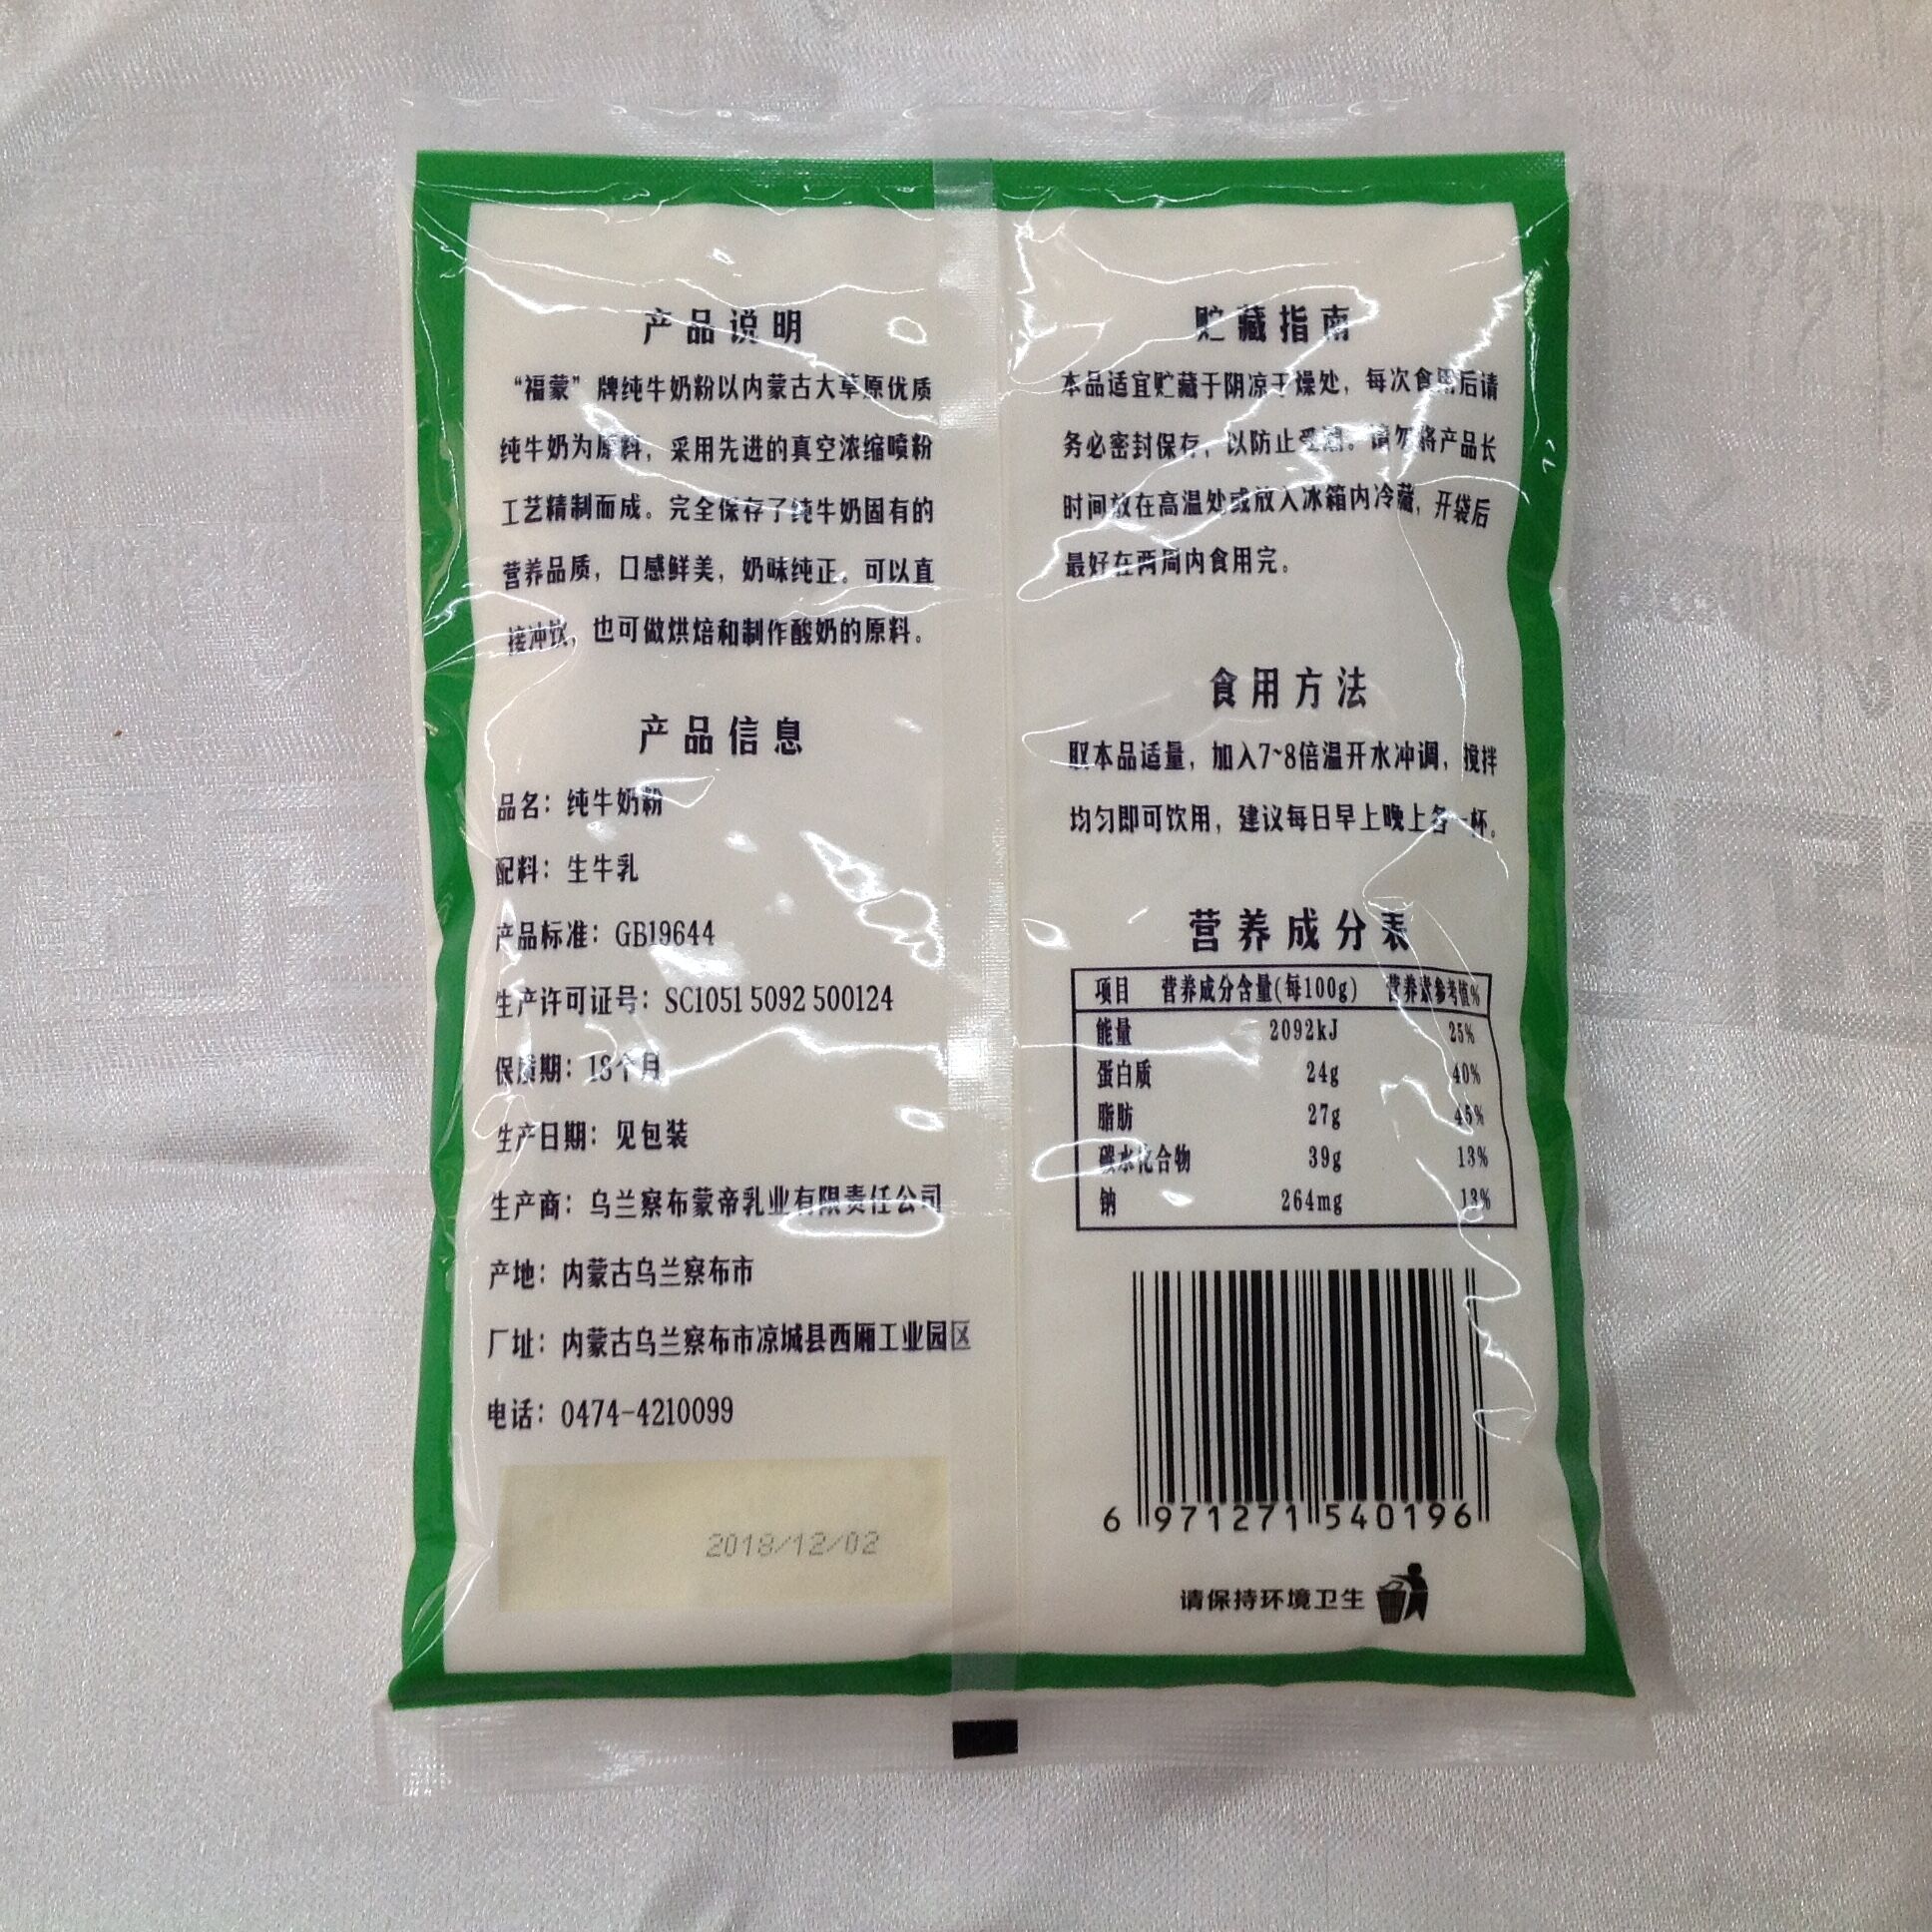 产品说明
“福蒙”牌纯牛奶粉以内蒙古大草原优质
纯牛奶为原料，采用先进的真空浓缩喷粉
工艺精制而成。完全保存了纯牛奶固有的
营养品质，口感鲜美，奶味纯正。可以直
接冲饮，也可做烘焙和制作酸奶的原料。
产品信息
品名：纯牛奶粉
配料：生牛乳
产品标准：GB19644
生产许可证号：SC1051 5092 500124
保质期：18个月
生产日期：见包装
生产商：乌兰察布蒙帝乳业有限责任公司
产地：内蒙古乌兰察布市
厂址：内蒙古乌兰察布市凉城县西厢工业园区
电话：0474-4210099
2018/12/02
贮藏指南
本品适宜贮藏于阴凉干燥处，每次食用后请
务必密封保存，以防止受潮。请勿将产品长
时间放在高温处或放入冰箱内冷藏，开袋后
最好在两周内食用完。
食用方法
取本品适量，加入7~8倍温开水冲调，搅拌
均匀即可饮用，建议每日早上晚上各一杯。
营养成分表
项目 营养成分含量(每100g) 营养素参考值%
能量 2092kJ 25%
蛋白质 24g 40%
脂肪 27g 45%
碳水化合物 39g 13%
钠 264mg 13%
6 971271 540196
请保持环境卫生